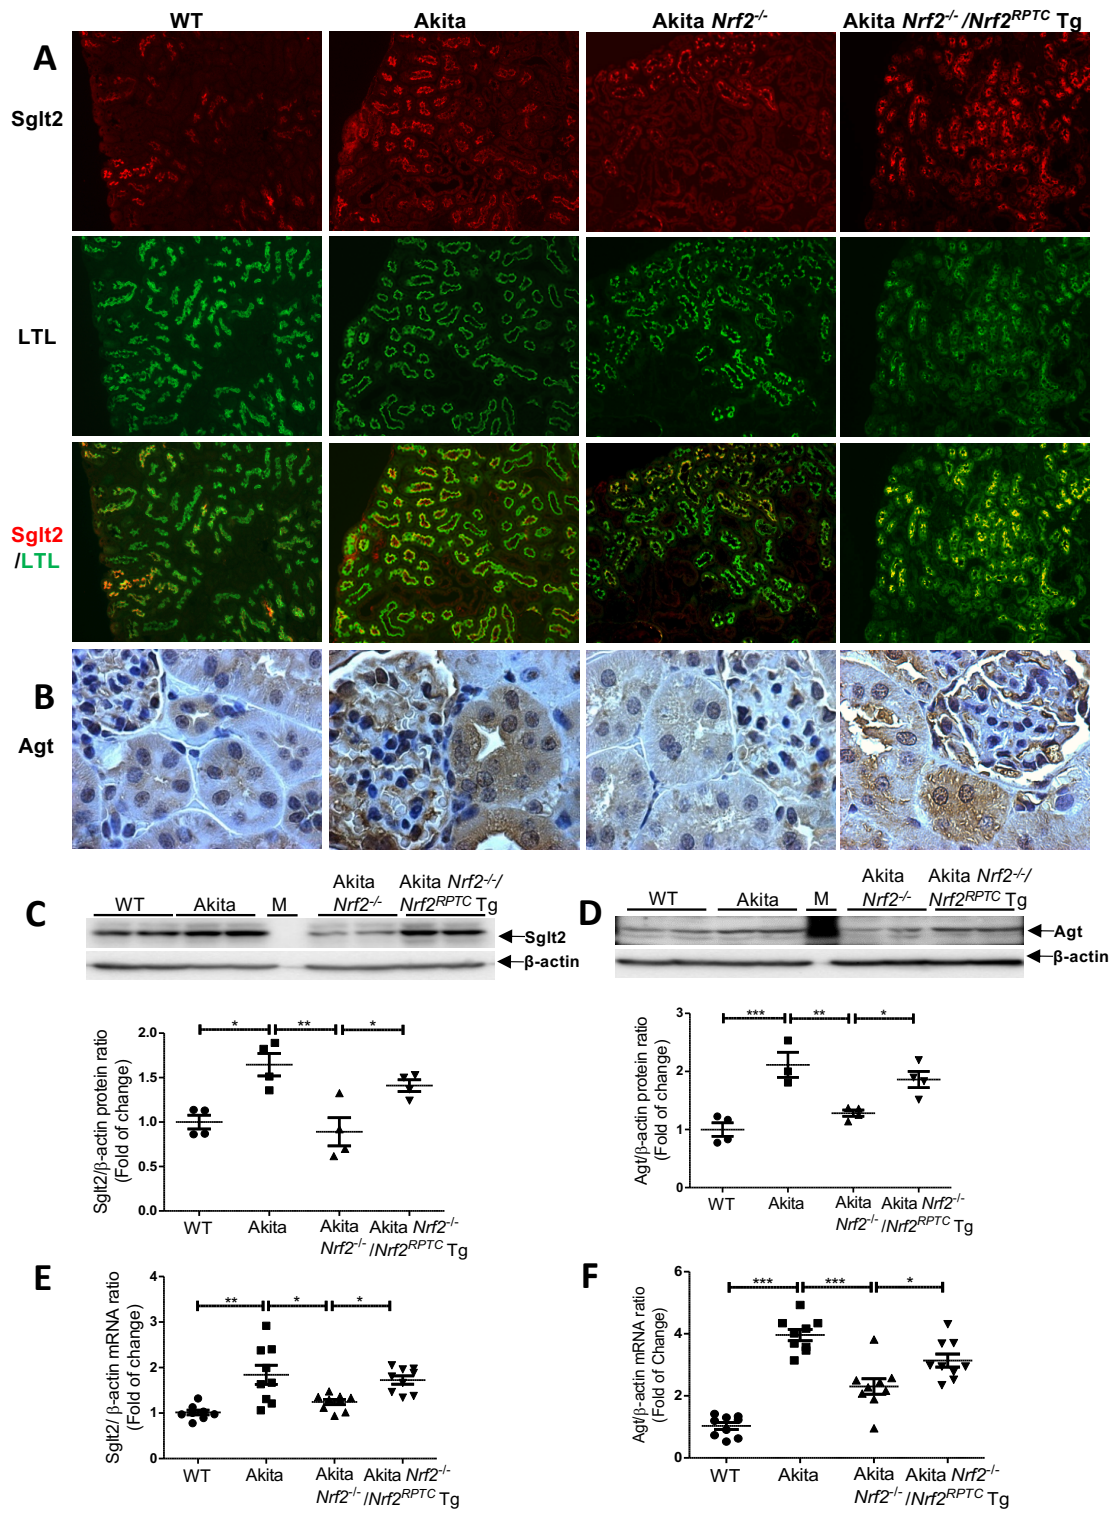 WT Akita Akita Nrf2-/- Akita Nrf2-/- /Nrf2RPTC Tg
A
Sglt2
LTL
Sglt2
/LTL
B
Agt
C
WT Akita M Akita Nrf2-/- Akita Nrf2-/-/ Nrf2RPTC Tg
Sglt2
β-actin
D
WT Akita M Akita Nrf2-/- Akita Nrf2-/-/ Nrf2RPTC Tg
Agt
β-actin
Sglt2/β-actin protein ratio
(Fold of change)
2.0
1.5
1.0
0.5
0.0
* ** *
WT Akita Akita Nrf2-/- Akita Nrf2-/- /Nrf2RPTC Tg
Agt/β-actin protein ratio
(Fold of change)
3
2
1
0
*** ** *
WT Akita Akita Nrf2-/- Akita Nrf2-/- /Nrf2RPTC Tg
E
Sglt2/ β-actin mRNA ratio
(Fold of Change)
4
3
2
1
0
** * *
WT Akita Akita Nrf2-/- Akita Nrf2-/- /Nrf2RPTC Tg
F
Agt/β-actin mRNA ratio
(Fold of Change)
6
4
2
0
*** *** *
WT Akita Akita Nrf2-/- Akita Nrf2-/- /Nrf2RPTC Tg